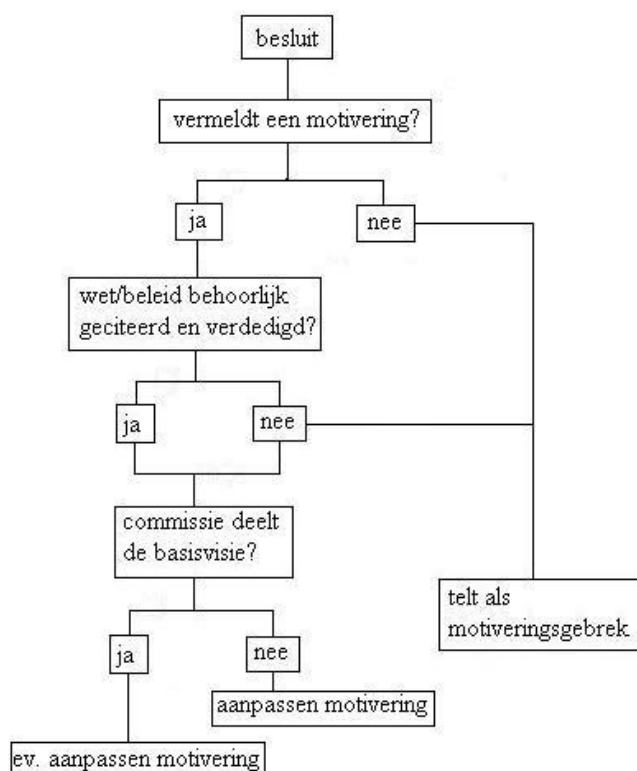 besluit
vermeldt een motivering?
ja
nee
wet/beleid behoorlijk
geciteerd en verdedigd?
ja
nee
commissie deelt
de basisvisie?
telt als
motiveringsgebrek
ja
nee
aanpassen motivering
ev. aanpassen motivering